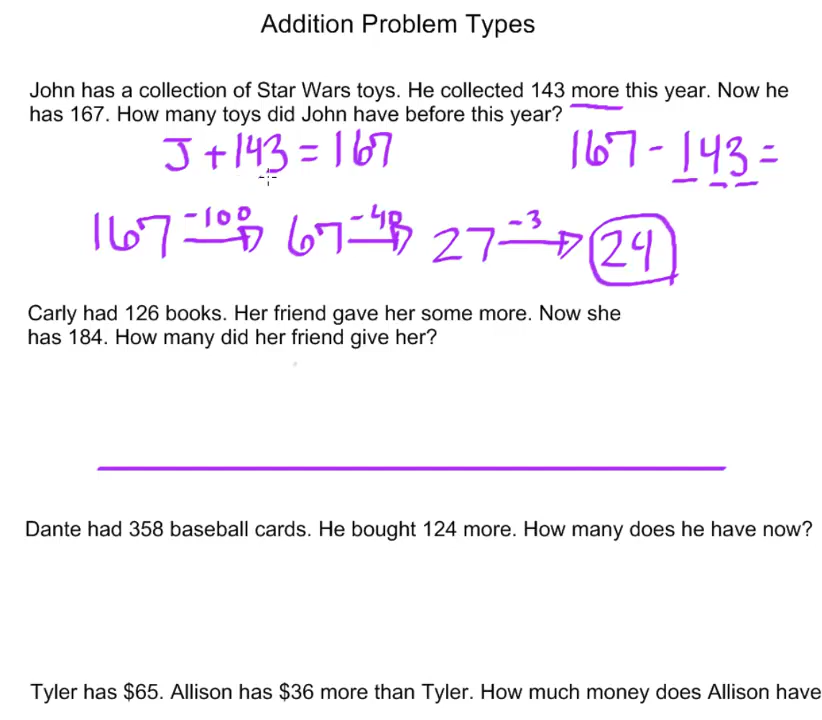 Addition Problem Types
John has a collection of Star Wars toys. He collected 143 more this year. Now he
has 167. How many toys did John have before this year?
J + 143 = 167 167 - 143 =
167 -100 67 -40 27 -3 24
Carly had 126 books. Her friend gave her some more. Now she
has 184. How many did her friend give her?
Dante had 358 baseball cards. He bought 124 more. How many does he have now?
Tyler has $65. Allison has $36 more than Tyler. How much money does Allison have